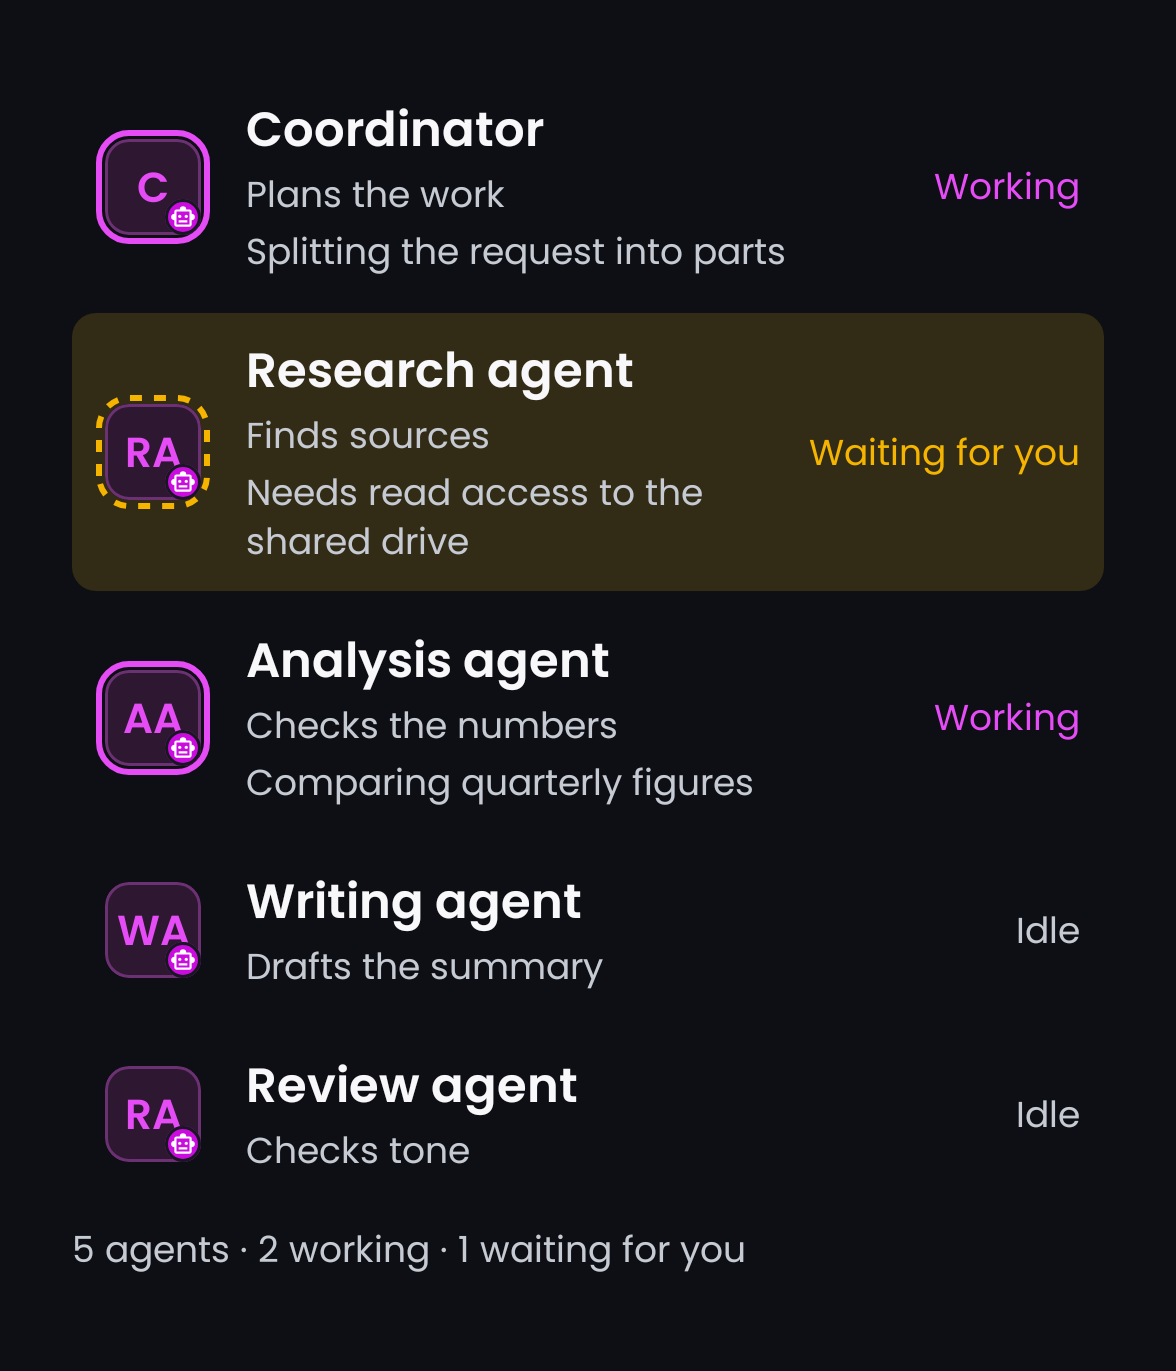 C
Coordinator
Plans the work
Splitting the request into parts
Working
RA
Research agent
Finds sources
Needs read access to the
shared drive
Waiting for you
AA
Analysis agent
Checks the numbers
Comparing quarterly figures
Working
WA
Writing agent
Drafts the summary
Idle
RA
Review agent
Checks tone
Idle
5 agents · 2 working · 1 waiting for you